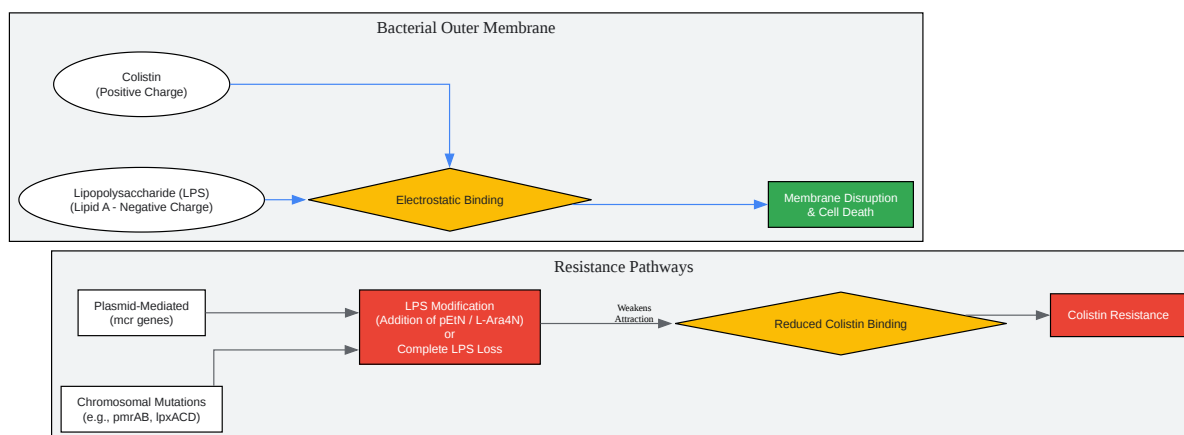 Bacterial Outer Membrane
Colistin
(Positive Charge)
Lipopolysaccharide (LPS)
(Lipid A - Negative Charge)
Electrostatic Binding
Membrane Disruption
& Cell Death
Resistance Pathways
Plasmid-Mediated
(mcr genes)
Chromosomal Mutations
(e.g., pmrAB, lpxACD)
LPS Modification
(Addition of pEtN / L-Ara4N)
or
Complete LPS Loss
Weakens
Attraction
Reduced Colistin Binding
Colistin Resistance